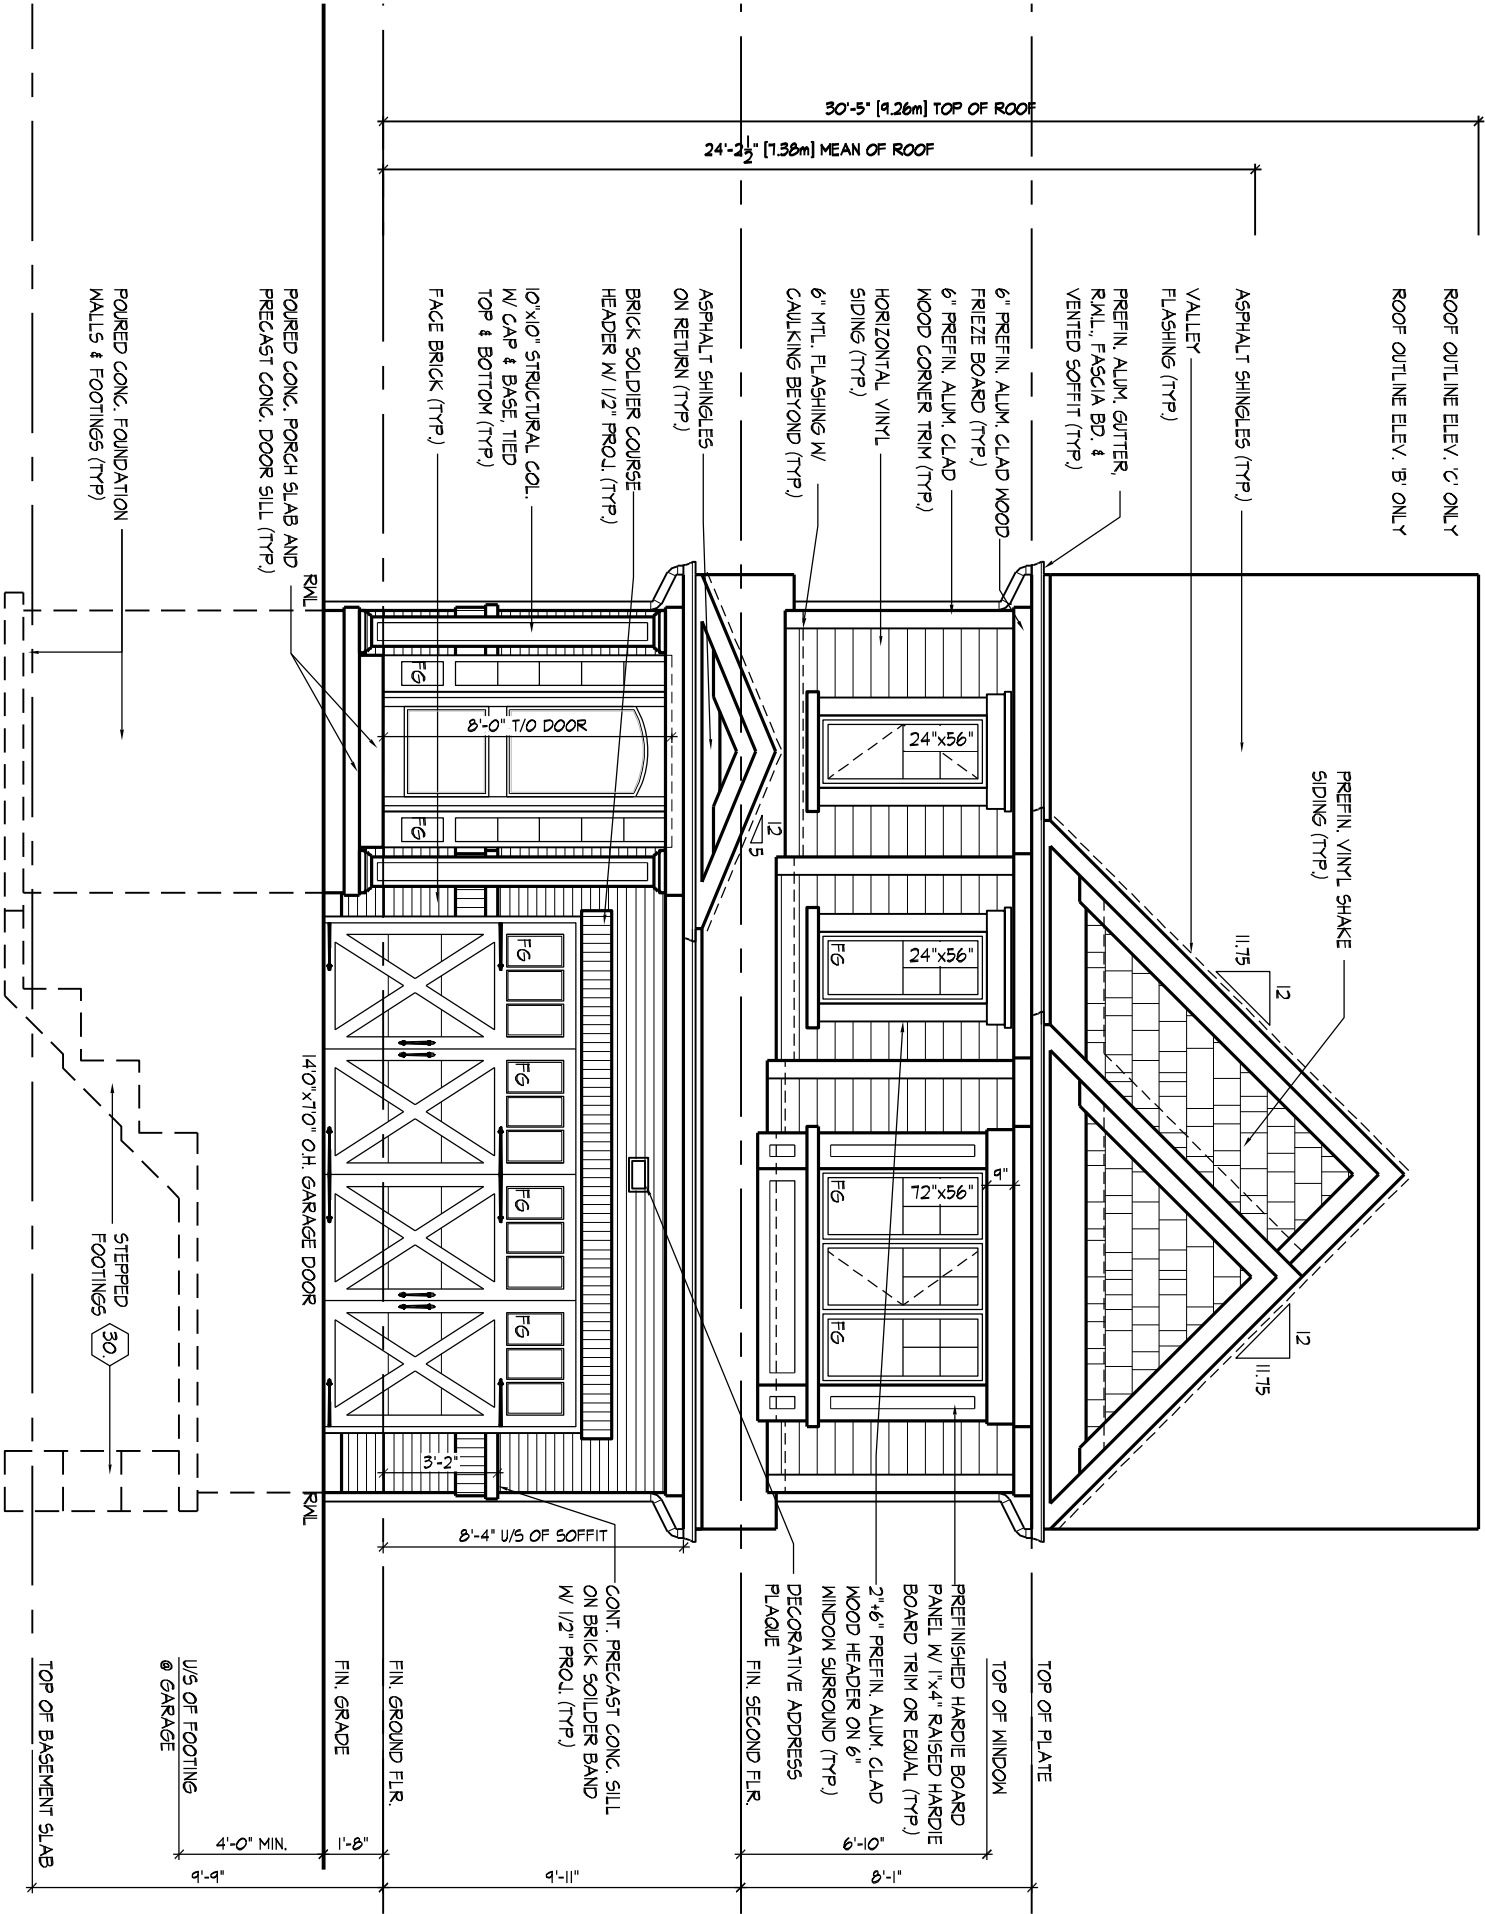 30'-5" [9.26m] TOP OF ROOF
24'-2½" [7.38m] MEAN OF ROOF
ROOF OUTLINE ELEV. 'C' ONLY
ROOF OUTLINE ELEV. 'B' ONLY
ASPHALT SHINGLES (TYP.)
VALLEY
FLASHING (TYP.)
PREFIN. ALUM. GUTTER,
R.W.L., FASCIA BD. &
VENTED SOFFIT (TYP.)
6" PREFIN. ALUM. CLAD WOOD
FRIEZE BOARD (TYP.)
6" PREFIN. ALUM. CLAD
WOOD CORNER TRIM (TYP.)
HORIZONTAL VINYL
SIDING (TYP.)
6" MTL. FLASHING W/
CAULKING BEYOND (TYP.)
ASPHALT SHINGLES
ON RETURN (TYP.)
BRICK SOLDIER COURSE
HEADER W/ 1/2" PROJ. (TYP.)
10"x10" STRUCTURAL COL.
W/ CAP & BASE, TIED
TOP & BOTTOM (TYP.)
FACE BRICK (TYP.)
POURED CONC. PORCH SLAB AND
PRECAST CONC. DOOR SILL (TYP.)
POURED CONC. FOUNDATION
WALLS & FOOTINGS (TYP)
PREFIN. VINYL SHAKE
SIDING (TYP.)
12
11.75
12
11.75
12
5
24"x56"
24"x56"
FG
72"x56"
FG
FG
9"
8'-0" T/O DOOR
FG
FG
FG
FG
FG
FG
RWL
RWL
14'0"x7'0" O.H. GARAGE DOOR
3'-2"
8'-4" U/S OF SOFFIT
STEPPED
FOOTINGS
30.
PREFINISHED HARDIE BOARD
PANEL W/ 1"x4" RAISED HARDIE
BOARD TRIM OR EQUAL (TYP.)
2"+6" PREFIN. ALUM. CLAD
WOOD HEADER ON 6"
WINDOW SURROUND (TYP.)
DECORATIVE ADDRESS
PLAQUE
CONT. PRECAST CONC. SILL
ON BRICK SOILDER BAND
W/ 1/2" PROJ. (TYP.)
TOP OF PLATE
TOP OF WINDOW
FIN. SECOND FLR.
FIN. GROUND FLR.
FIN. GRADE
U/S OF FOOTING
@ GARAGE
TOP OF BASEMENT SLAB
8'-1"
6'-10"
9'-11"
1'-8"
4'-0" MIN.
9'-9"